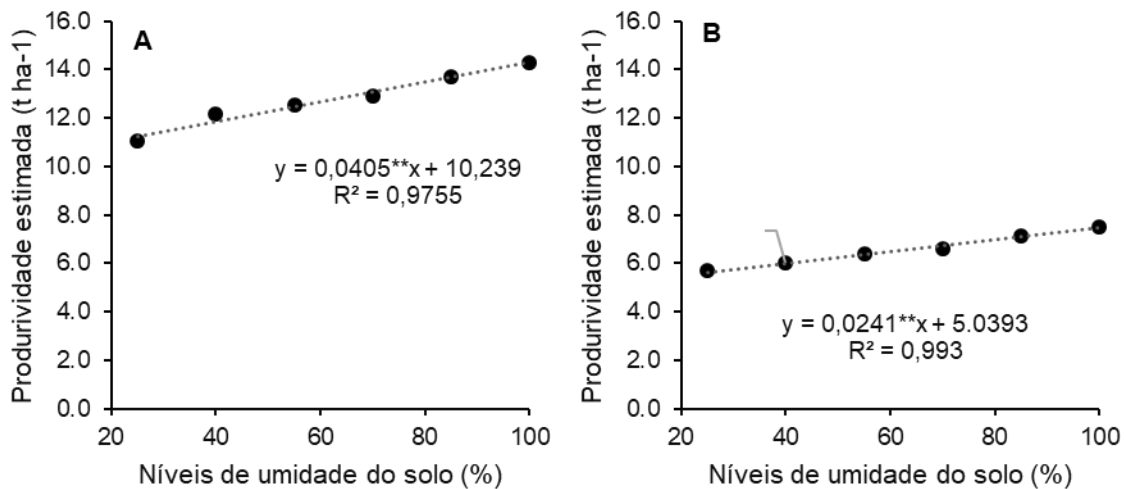 A
Produrividade estimada (t ha-1)
16.0
14.0
12.0
10.0
8.0
6.0
4.0
2.0
0.0
y = 0,0405**x + 10,239
R² = 0,9755
20 40 60 80 100
Níveis de umidade do solo (%)
B
Produrividade estimada (t ha-1)
16.0
14.0
12.0
10.0
8.0
6.0
4.0
2.0
0.0
y = 0,0241**x + 5.0393
R² = 0,993
20 40 60 80 100
Níveis de umidade do solo (%)